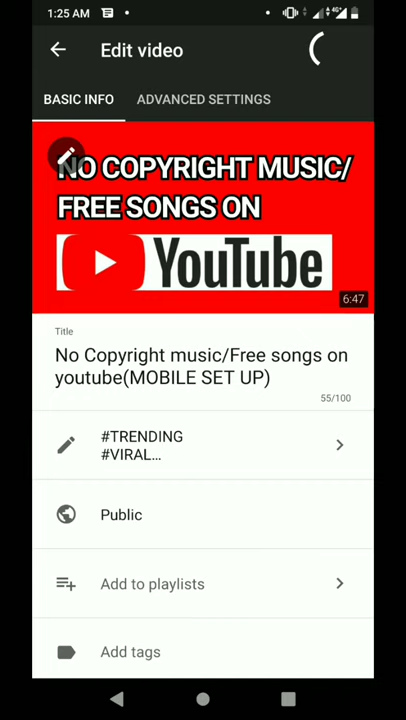 1:25 AM
4G
Edit video
BASIC INFO
ADVANCED SETTINGS
NO COPYRIGHT MUSIC/
FREE SONGS ON
YouTube
6:47
Title
No Copyright music/Free songs on
youtube(MOBILE SET UP)
55/100
#TRENDING
#VIRAL...
Public
Add to playlists
Add tags